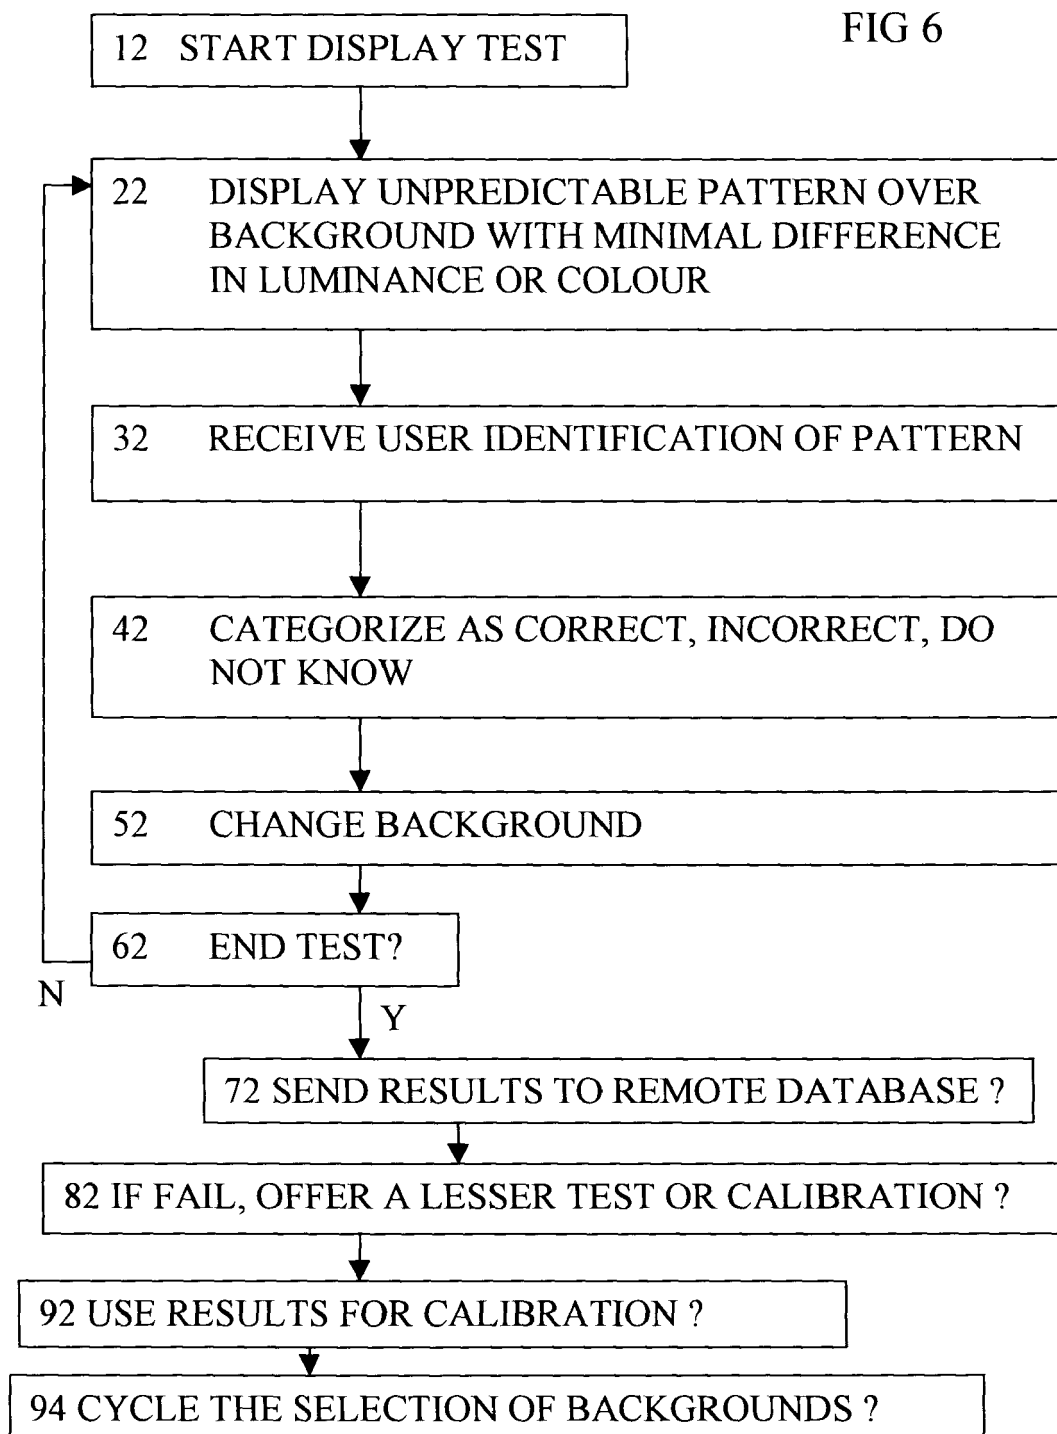 FIG 6
12 START DISPLAY TEST
22 DISPLAY UNPREDICTABLE PATTERN OVER
BACKGROUND WITH MINIMAL DIFFERENCE
IN LUMINANCE OR COLOUR
32 RECEIVE USER IDENTIFICATION OF PATTERN
42 CATEGORIZE AS CORRECT, INCORRECT, DO
NOT KNOW
52 CHANGE BACKGROUND
62 END TEST?
N
Y
72 SEND RESULTS TO REMOTE DATABASE ?
82 IF FAIL, OFFER A LESSER TEST OR CALIBRATION ?
92 USE RESULTS FOR CALIBRATION ?
94 CYCLE THE SELECTION OF BACKGROUNDS ?